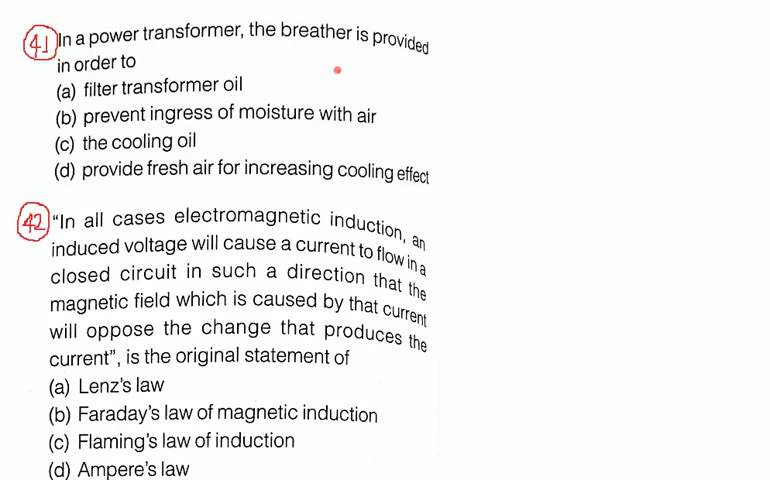 41 In a power transformer, the breather is provided
in order to
(a) filter transformer oil
(b) prevent ingress of moisture with air
(c) the cooling oil
(d) provide fresh air for increasing cooling effect
42 “In all cases electromagnetic induction, an
induced voltage will cause a current to flow in a
closed circuit in such a direction that the
magnetic field which is caused by that current
will oppose the change that produces the
current”, is the original statement of
(a) Lenz's law
(b) Faraday's law of magnetic induction
(c) Flaming's law of induction
(d) Ampere's law